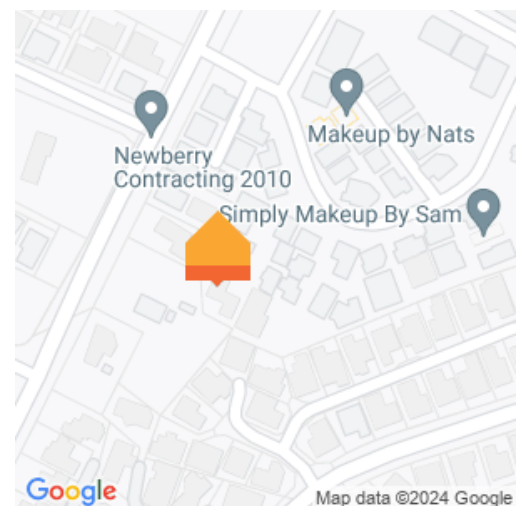 Makeup by Nats
Newberry
Contracting 2010
Simply Makeup By Sam
Google
Map data ©2024 Google